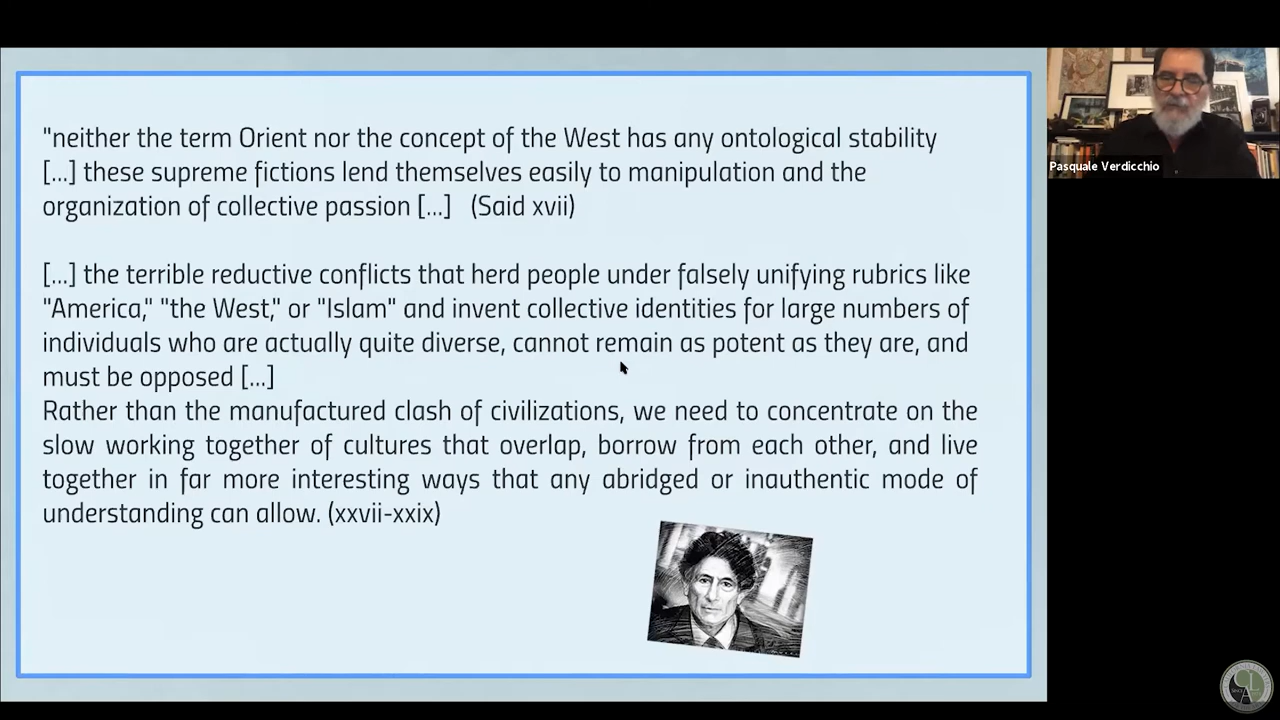 "neither the term Orient nor the concept of the West has any ontological stability
[...] these supreme fictions lend themselves easily to manipulation and the
organization of collective passion [...] (Said xvii)
[...] the terrible reductive conflicts that herd people under falsely unifying rubrics like
"America," "the West," or "Islam" and invent collective identities for large numbers of
individuals who are actually quite diverse, cannot remain as potent as they are, and
must be opposed [...]
Rather than the manufactured clash of civilizations, we need to concentrate on the
slow working together of cultures that overlap, borrow from each other, and live
together in far more interesting ways that any abridged or inauthentic mode of
understanding can allow. (xxvii-xxix)
Pasquale Verdicchio